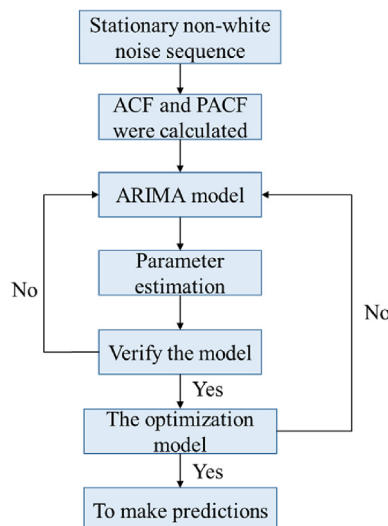 Stationary non-white
noise sequence
ACF and PACF
were calculated
ARIMA model
Parameter
estimation
No
No
Verify the model
Yes
The optimization
model
Yes
To make predictions